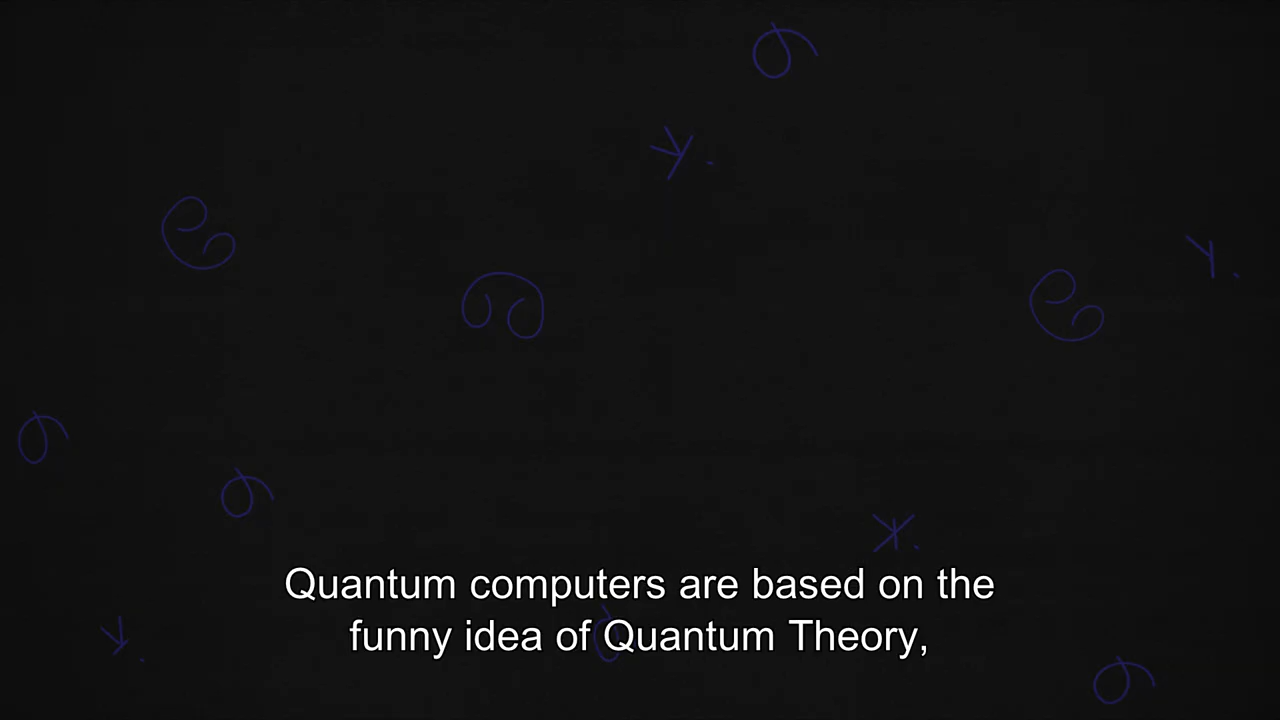 Quantum computers are based on the
funny idea of Quantum Theory,